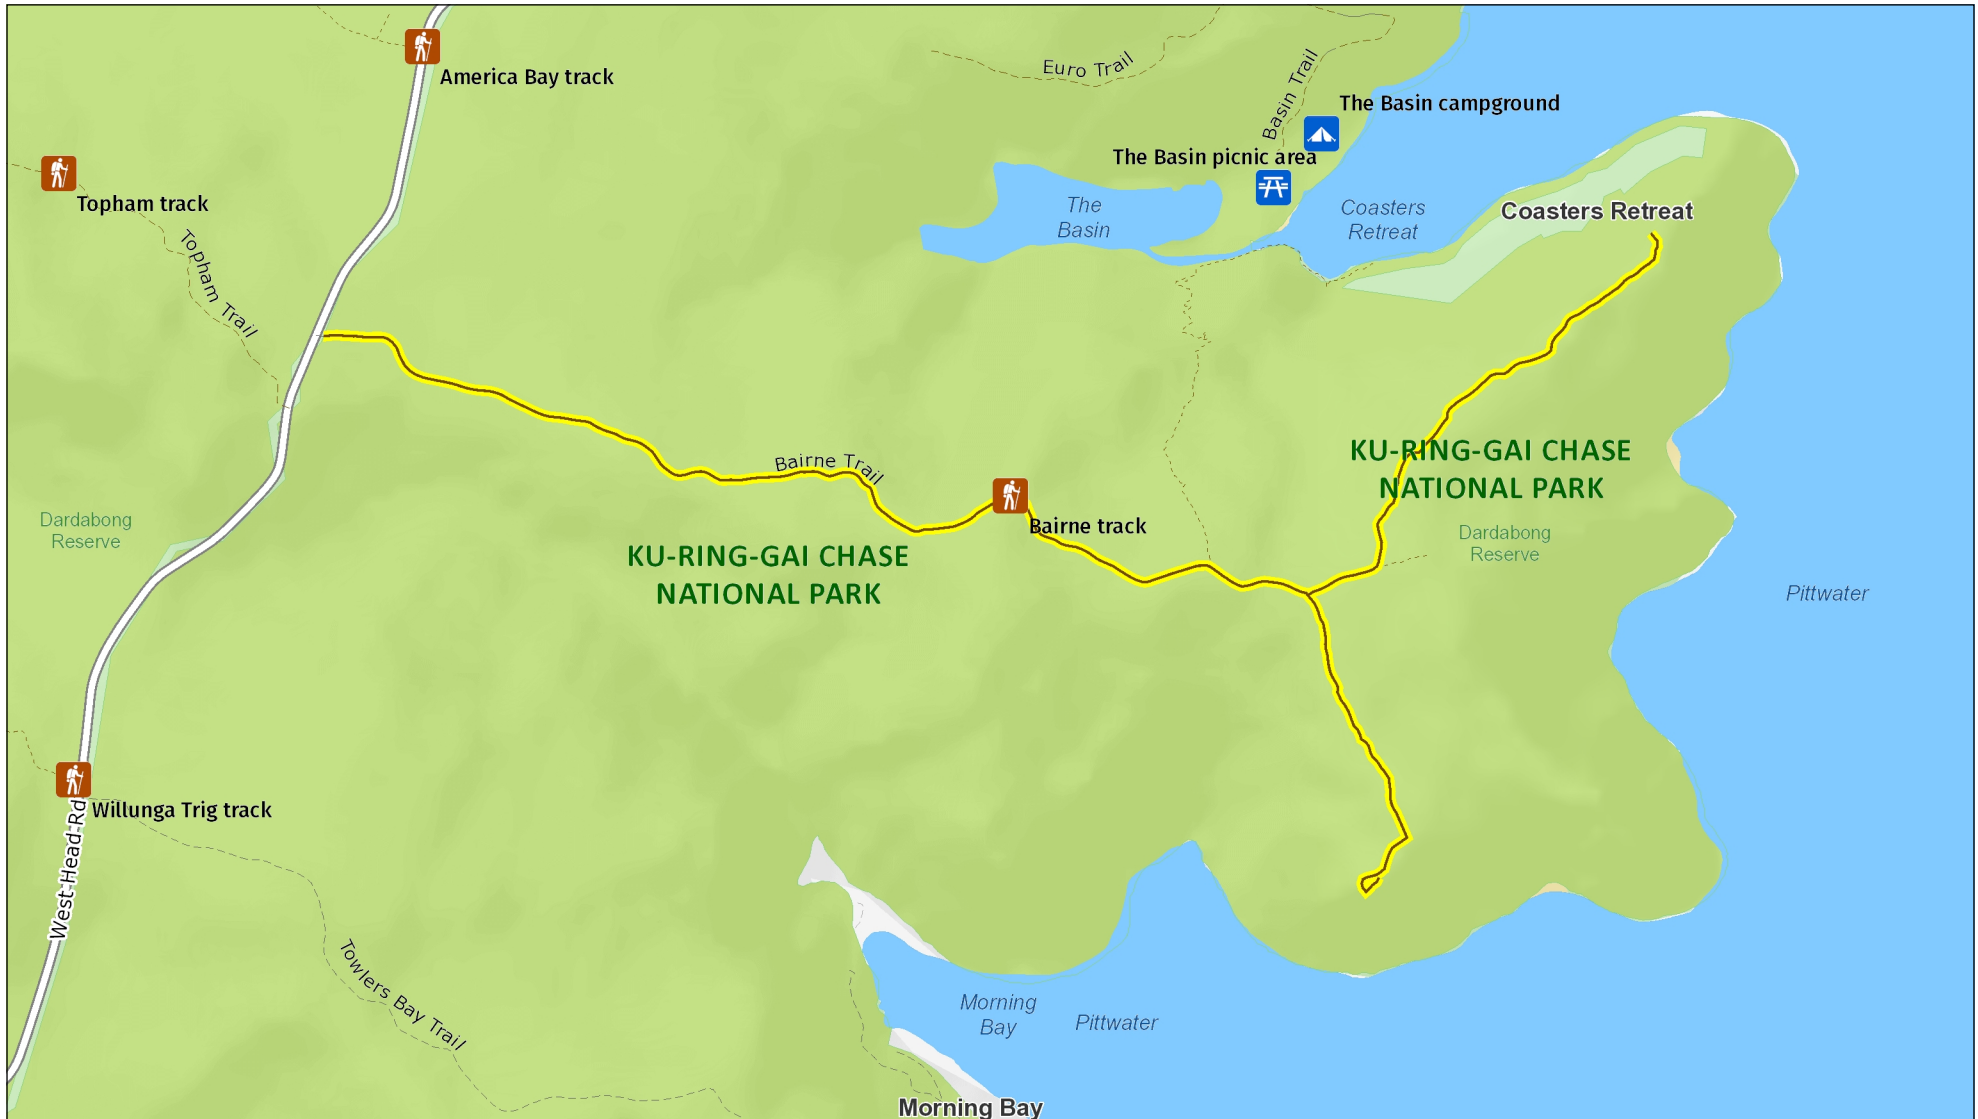 America Bay track
Euro Trail
Basin Trail
The Basin campground
The Basin picnic area
Topham track
Topham Trail
The
Basin
Coasters
Retreat
Coasters Retreat
Bairne Trail
KU-RING-GAI CHASE
NATIONAL PARK
Dardabong
Reserve
Bairne track
Dardabong
Reserve
KU-RING-GAI CHASE
NATIONAL PARK
Pittwater
Willunga Trig track
West-Head-Rd
Towlers Bay Trail
Morning
Bay
Pittwater
Morning Bay